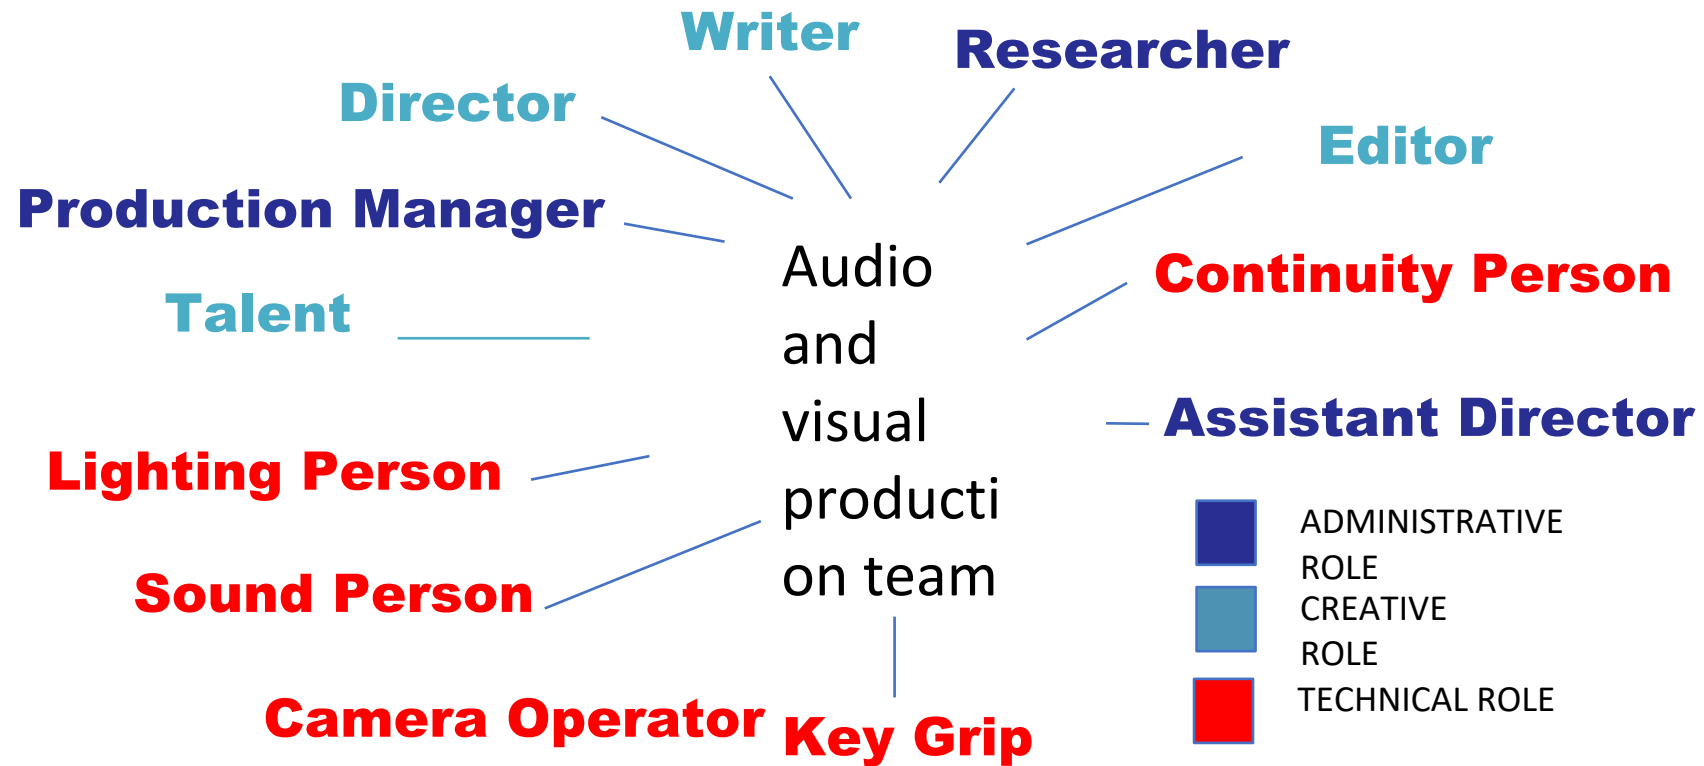 Writer
Researcher
Director
Editor
Production Manager
Continuity Person
Talent
Audio
and
visual
producti
on team
Assistant Director
Lighting Person
Sound Person
Camera Operator
Key Grip
ADMINISTRATIVE
ROLE
CREATIVE
ROLE
TECHNICAL ROLE